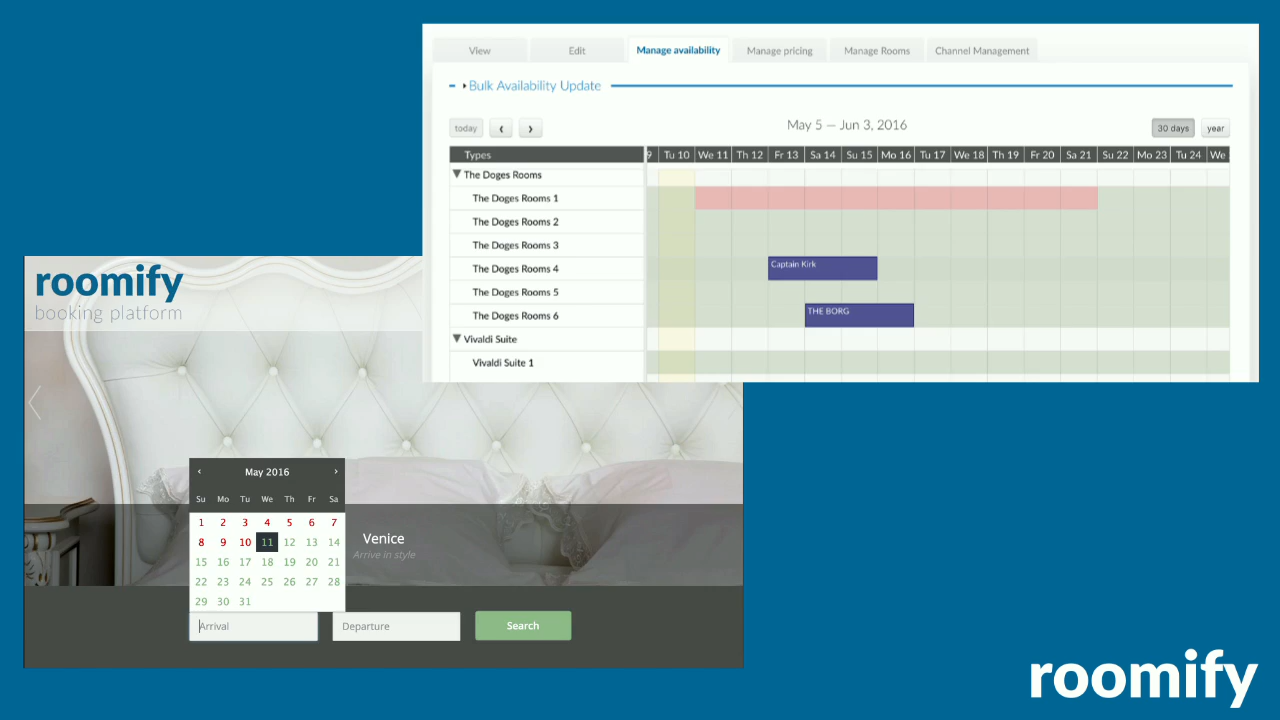 View Edit Manage availability Manage pricing Manage Rooms Channel Management
Bulk Availability Update
today ‹ › May 5 — Jun 3, 2016 30 days year
Types 9 Tu 10 We 11 Th 12 Fr 13 Sa 14 Su 15 Mo 16 Tu 17 We 18 Th 19 Fr 20 Sa 21 Su 22 Mo 23 Tu 24 We
The Doges Rooms
The Doges Rooms 1
The Doges Rooms 2
The Doges Rooms 3
The Doges Rooms 4 Captain Kirk
The Doges Rooms 5
The Doges Rooms 6 THE BORG
Vivaldi Suite
Vivaldi Suite 1
roomify
booking platform
‹ May 2016 ›
Su Mo Tu We Th Fr Sa
1 2 3 4 5 6 7
8 9 10 11 12 13 14
15 16 17 18 19 20 21
22 23 24 25 26 27 28
29 30 31
Venice
Arrive in style
Arrival Departure Search
roomify